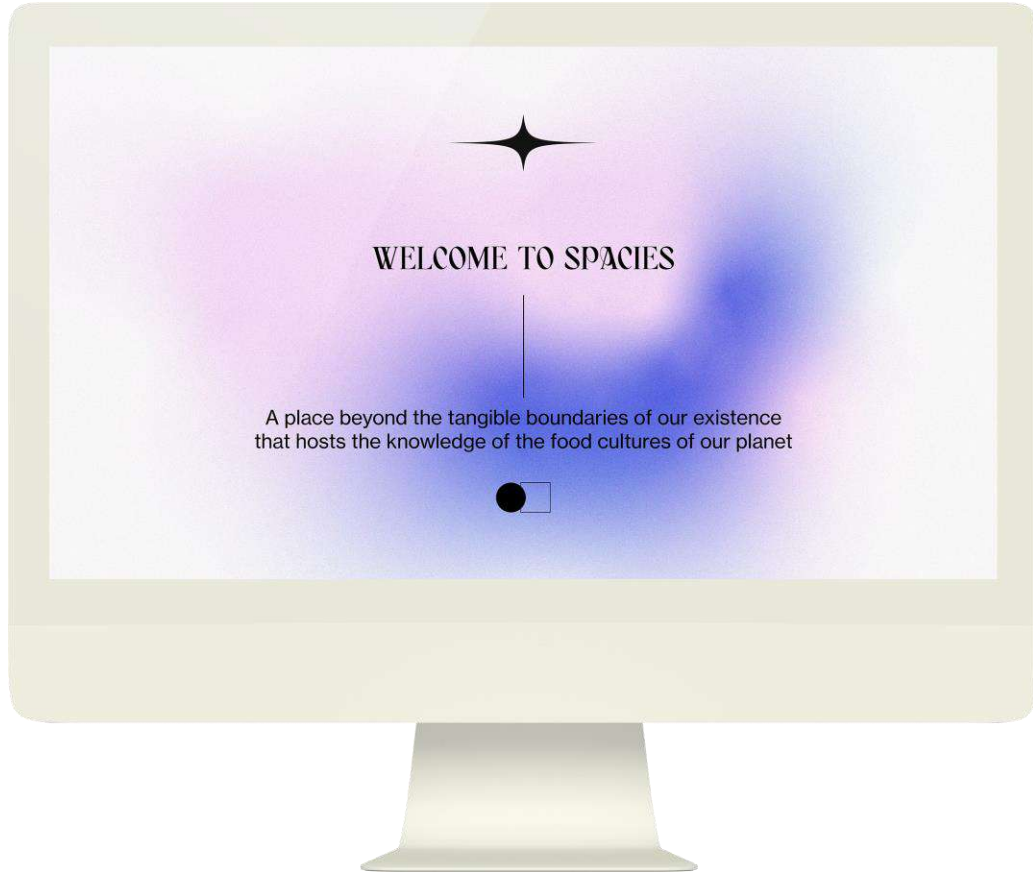 WELCOME TO SPACIES
A place beyond the tangible boundaries of our existence
that hosts the knowledge of the food cultures of our planet